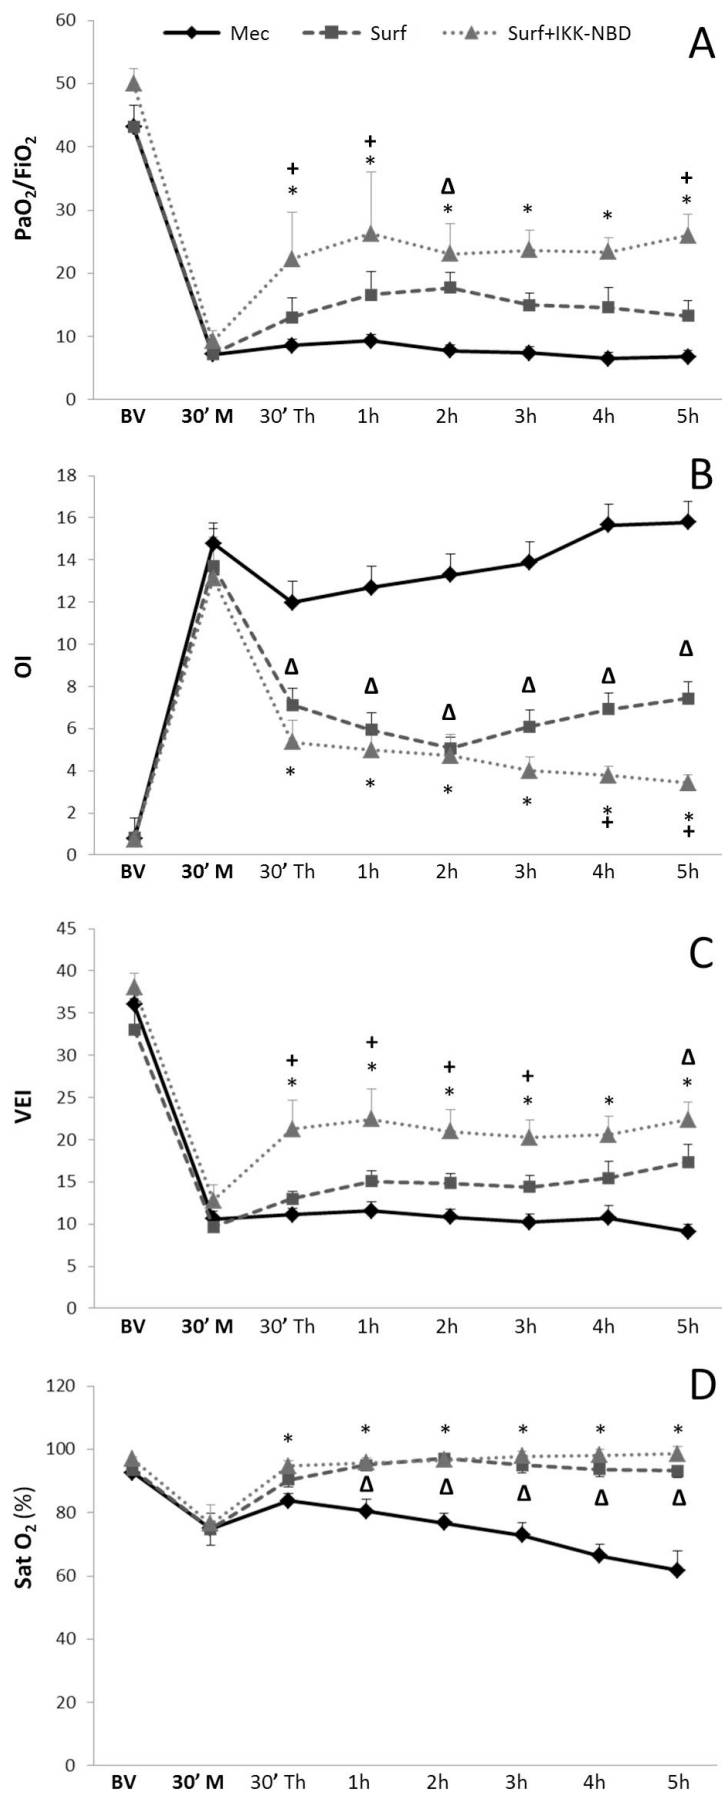 60
Mec Surf Surf+IKK-NBD
A
50
40
+
+ * + *
Δ * * * + *
30
20
10
0
PaO₂/FiO₂
BV 30’ M 30’ Th 1h 2h 3h 4h 5h
18
B
16
14
12
10
8
6
4
2
0
OI
Δ Δ Δ Δ Δ Δ
* * * * * *
+ +
BV 30’ M 30’ Th 1h 2h 3h 4h 5h
45
C
40
35
30
25
20
15
10
5
0
VEI
+ + + + Δ
* * * * * *
BV 30’ M 30’ Th 1h 2h 3h 4h 5h
120
D
100
80
60
40
20
0
Sat O₂ (%)
* * * * * *
Δ Δ Δ Δ Δ
BV 30’ M 30’ Th 1h 2h 3h 4h 5h